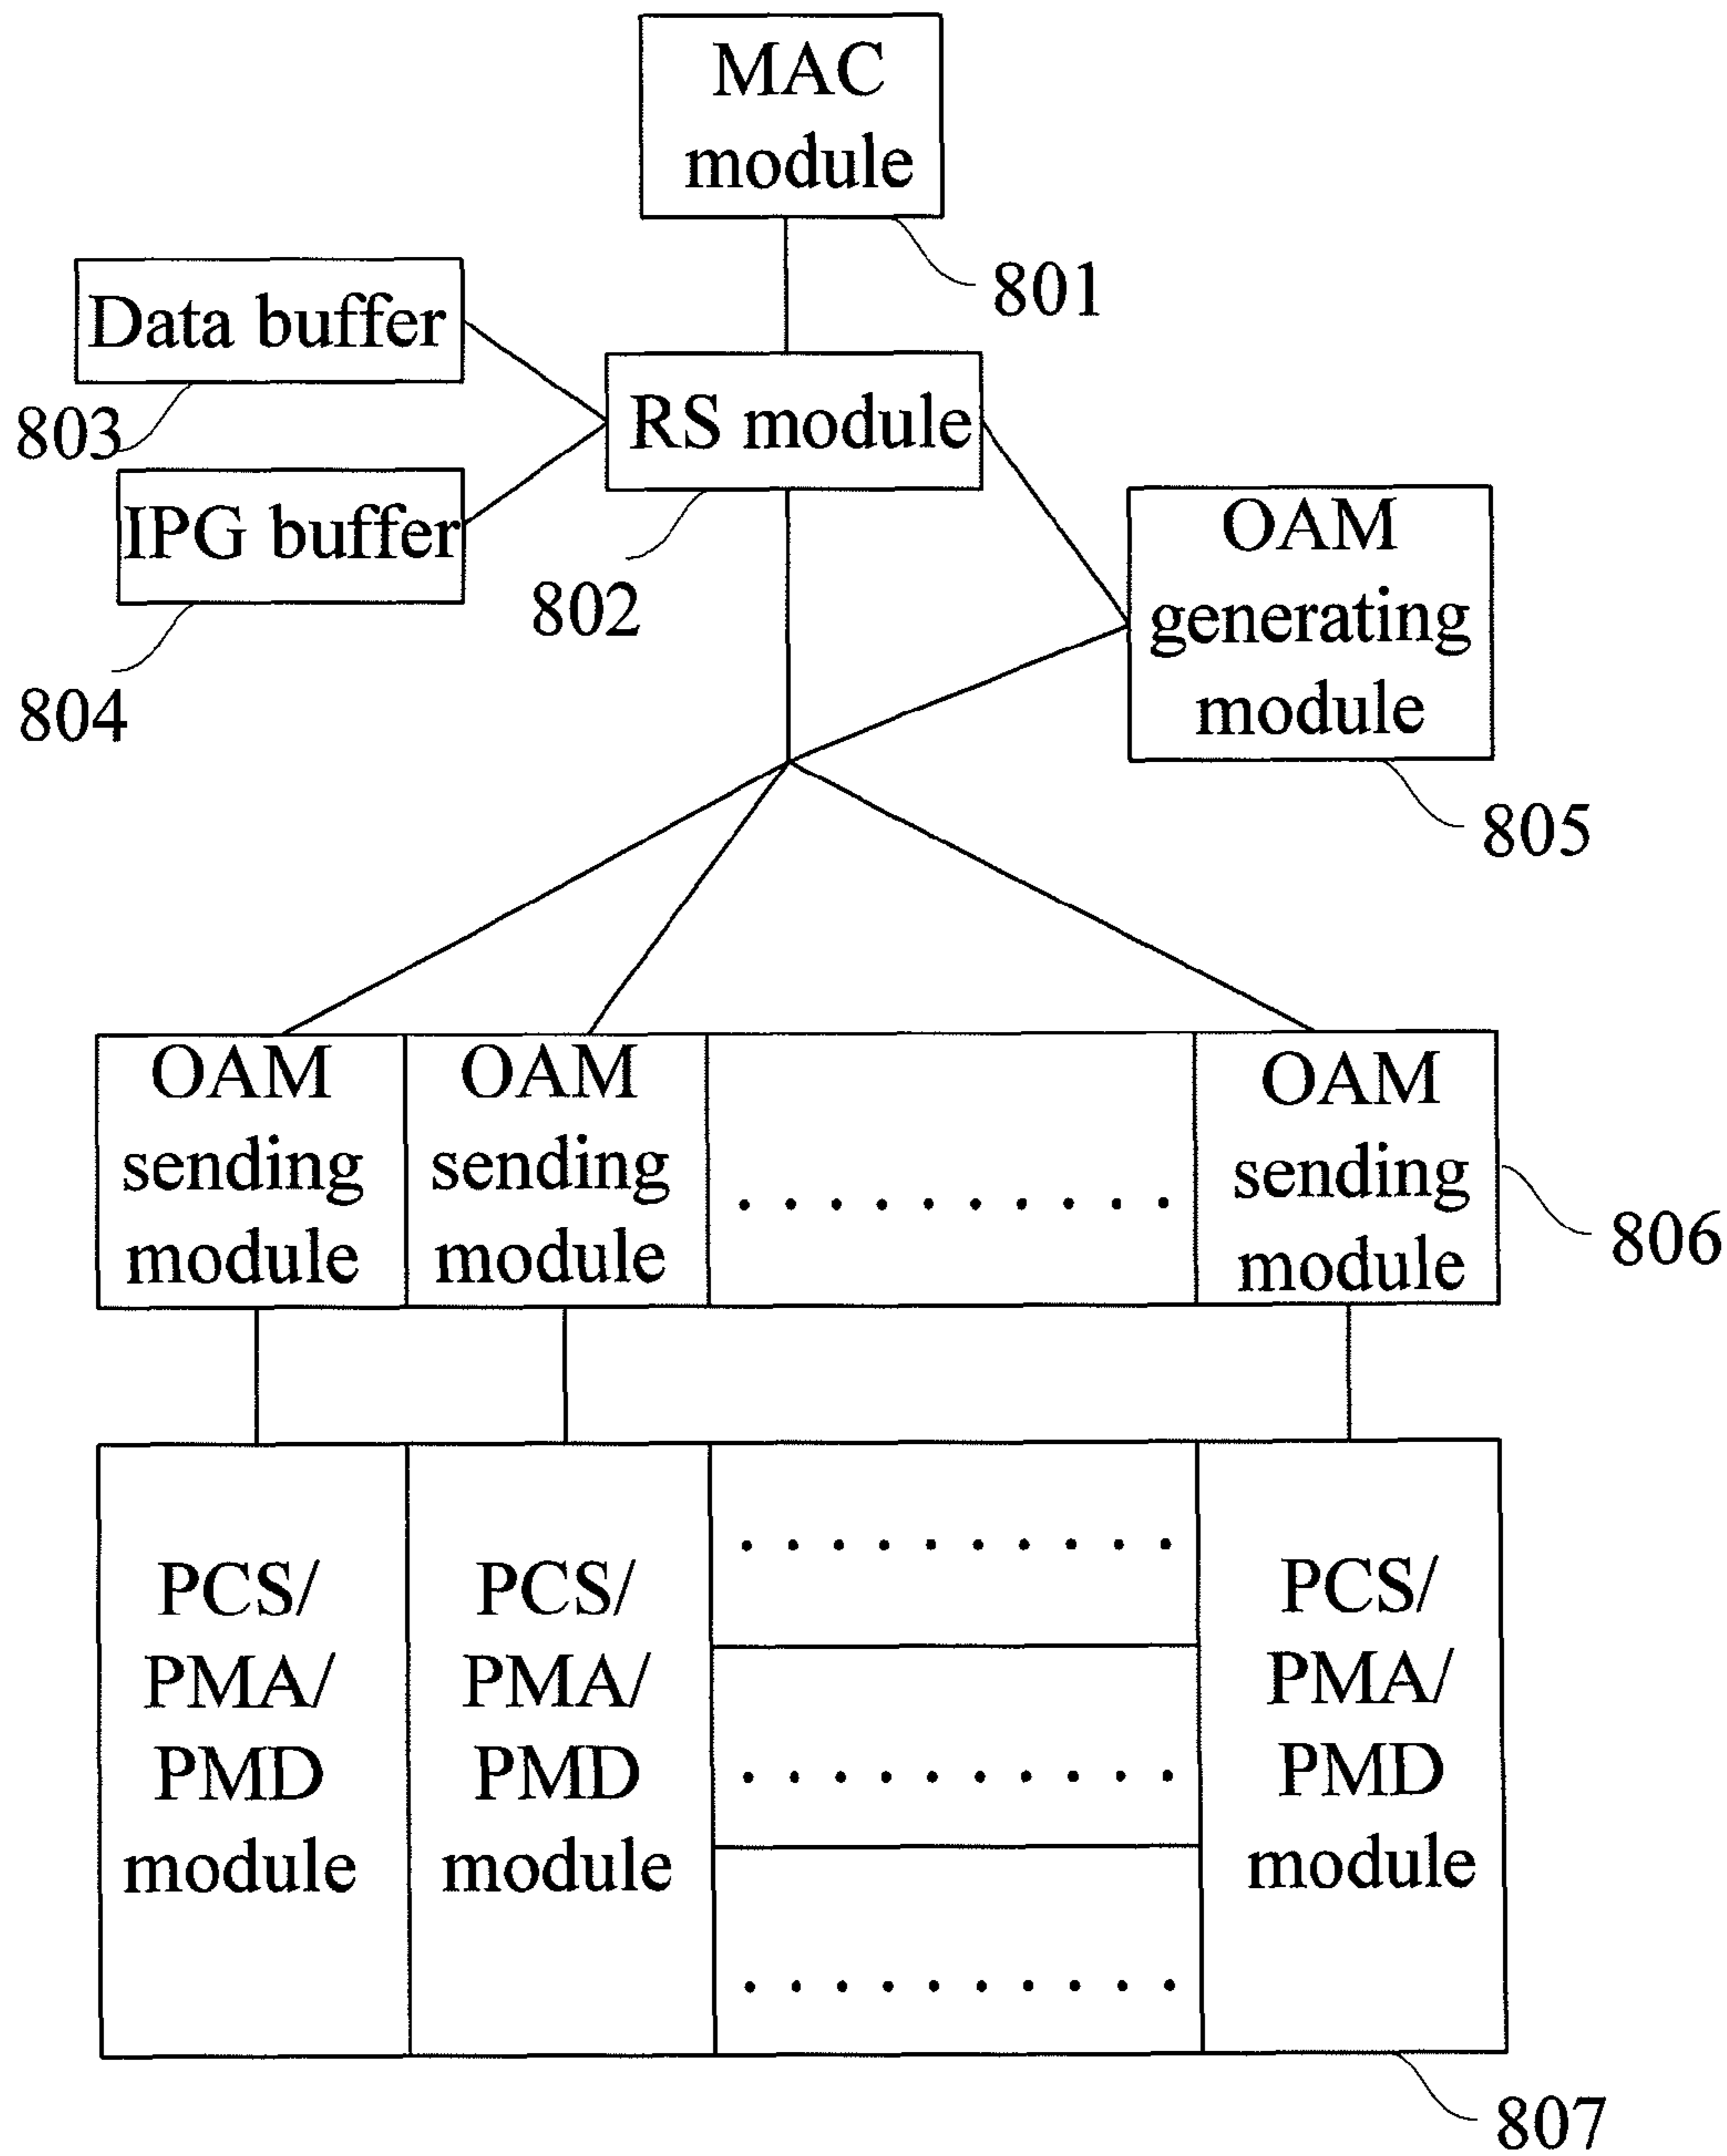 MAC
module
801
Data buffer
803
RS module
802
IPG buffer
804
OAM
generating
module
805
OAM
sending
module
OAM
sending
module
. . . . . . . . . .
OAM
sending
module
806
PCS/
PMA/
PMD
module
PCS/
PMA/
PMD
module
. . . . . . . . . .
. . . . . . . . . .
. . . . . . . . . .
PCS/
PMA/
PMD
module
807